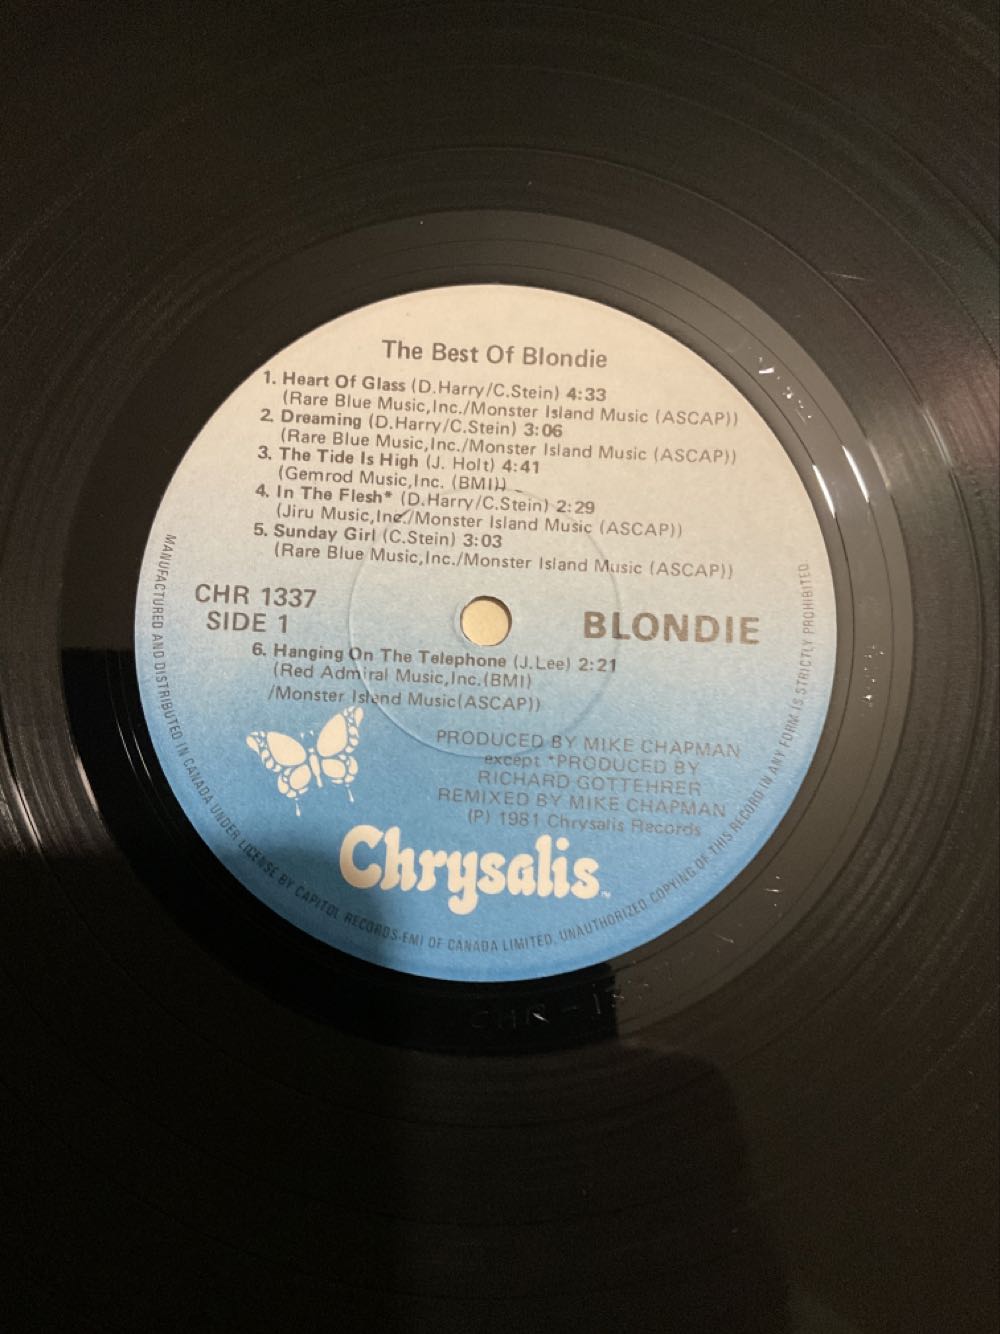 The Best Of Blondie
1. Heart Of Glass (D.Harry/C.Stein) 4:33
(Rare Blue Music,Inc./Monster Island Music (ASCAP))
2. Dreaming (D.Harry/C.Stein) 3:06
(Rare Blue Music,Inc./Monster Island Music (ASCAP))
3. The Tide Is High (J. Holt) 4:41
(Gemrod Music,Inc. (BMI))
4. In The Flesh* (D.Harry/C.Stein) 2:29
(Jiru Music,Inc./Monster Island Music (ASCAP))
5. Sunday Girl (C.Stein) 3:03
(Rare Blue Music,Inc./Monster Island Music (ASCAP))
CHR 1337
SIDE 1
BLONDIE
6. Hanging On The Telephone (J.Lee) 2:21
(Red Admiral Music,Inc.(BMI)
/Monster Island Music(ASCAP))
PRODUCED BY MIKE CHAPMAN
except *PRODUCED BY
RICHARD GOTTEHRER
REMIXED BY MIKE CHAPMAN
(P) 1981 Chrysalis Records
Chrysalis™
MANUFACTURED AND DISTRIBUTED IN CANADA UNDER LICENSE BY CAPITOL RECORDS-EMI OF CANADA LIMITED, UNAUTHORIZED COPYING OF THIS RECORD IN ANY FORM IS STRICTLY PROHIBITED
CHR-